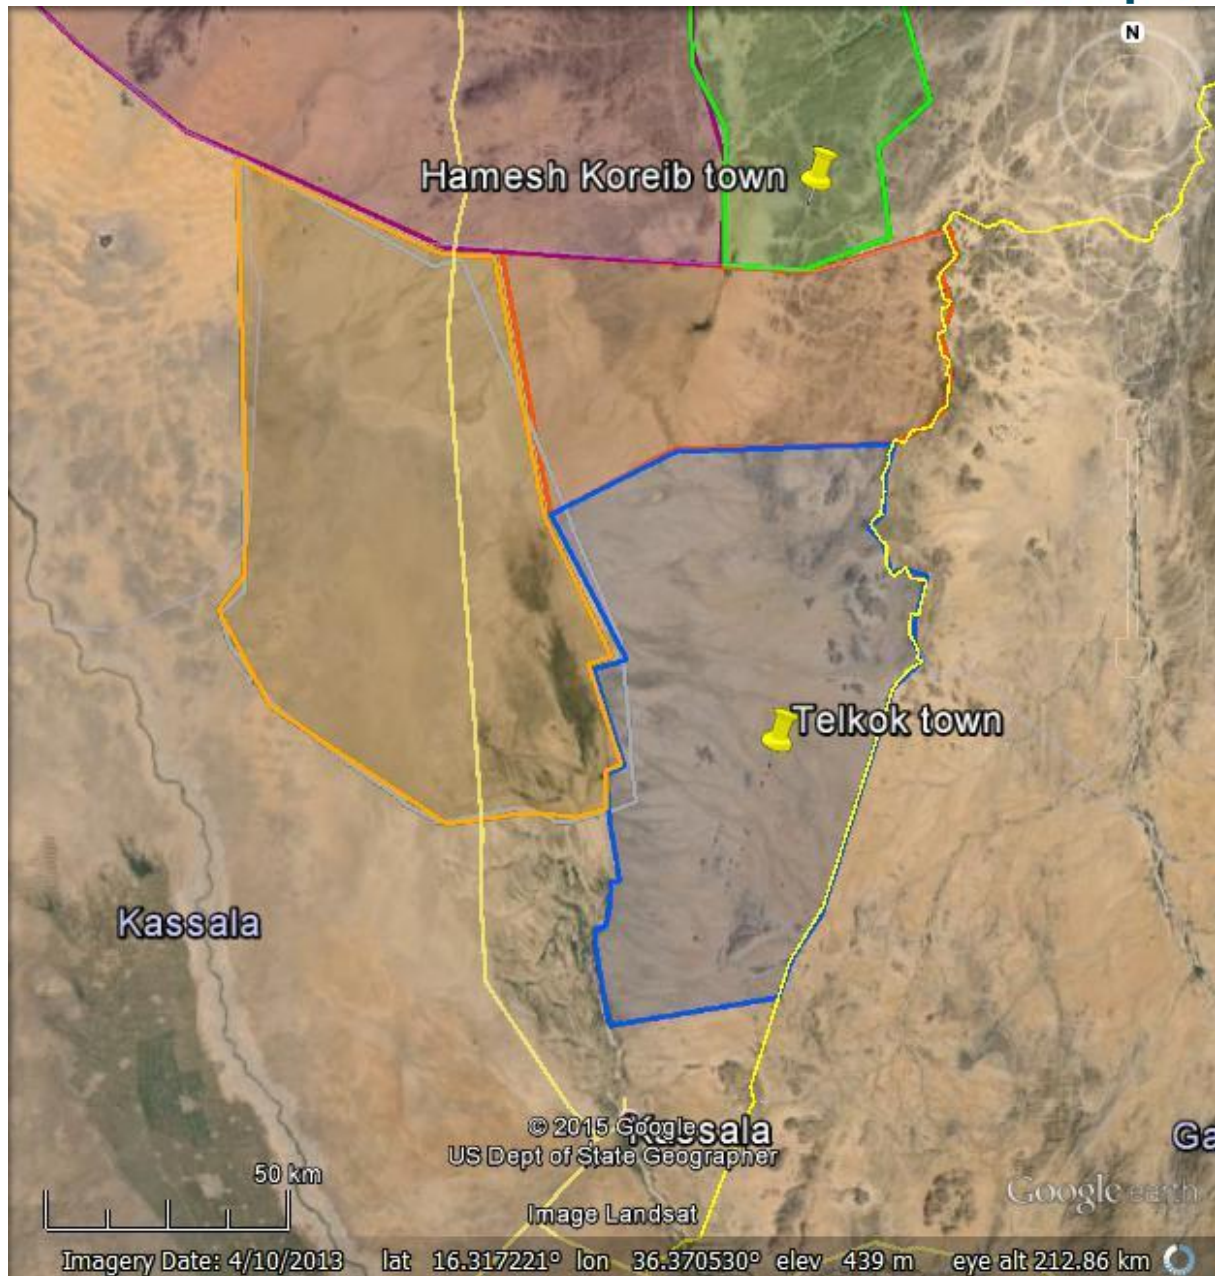 N
Hamesh Koreib town
Telkok town
Kassala
© 2015 Google
Kassala
US Dept of State Geographer
Ga
50 km
Google earth
Image Landsat
Imagery Date: 4/10/2013 lat 16.317221° lon 36.370530° elev 439 m eye alt 212.86 km